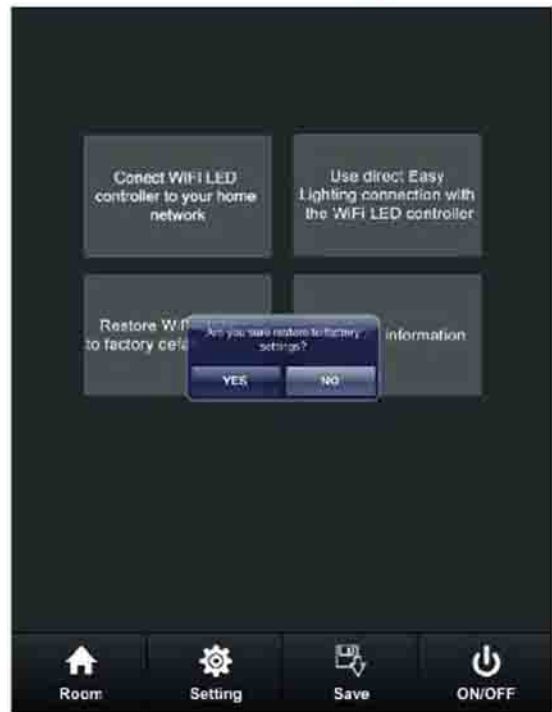 Conect WIFI LED
controller to your home
network
Use direct Easy
Lighting connection with
the WiFi LED controller
Restore WiF
to factory defa
information
Are you sure restore to factory
settings?
YES
NO
Room
Setting
Save
ON/OFF